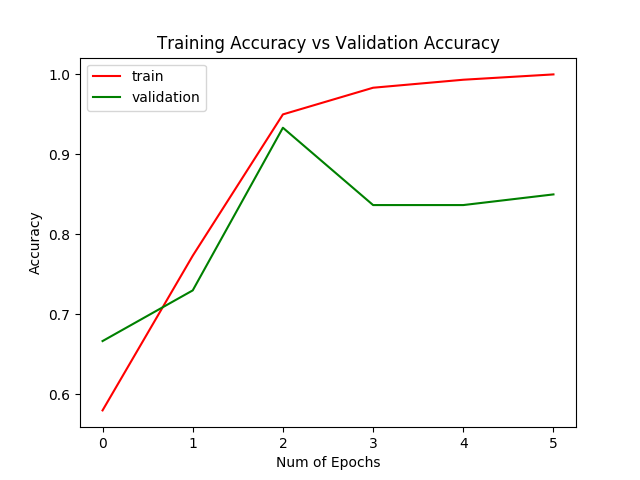 Training Accuracy vs Validation Accuracy
train
validation
1.0
0.9
0.8
0.7
0.6
Accuracy
0 1 2 3 4 5
Num of Epochs